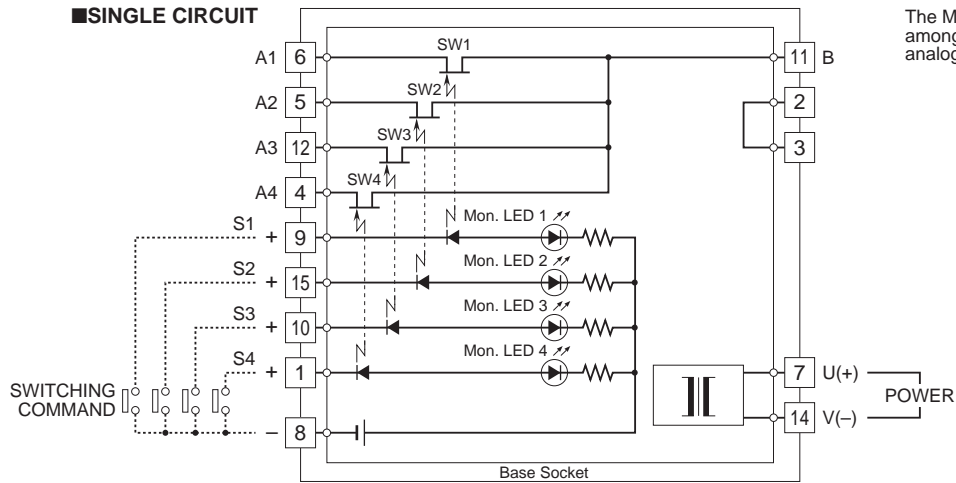 ■SINGLE CIRCUIT
The M
among
analog
A1 6 SW1 11 B
A2 5 SW2 2
A3 12 SW3 3
A4 4 SW4
S1 + 9 Mon. LED 1
S2 + 15 Mon. LED 2
S3 + 10 Mon. LED 3
S4 + 1 Mon. LED 4
SWITCHING
COMMAND
– 8
7 U(+)
POWER
14 V(–)
Base Socket